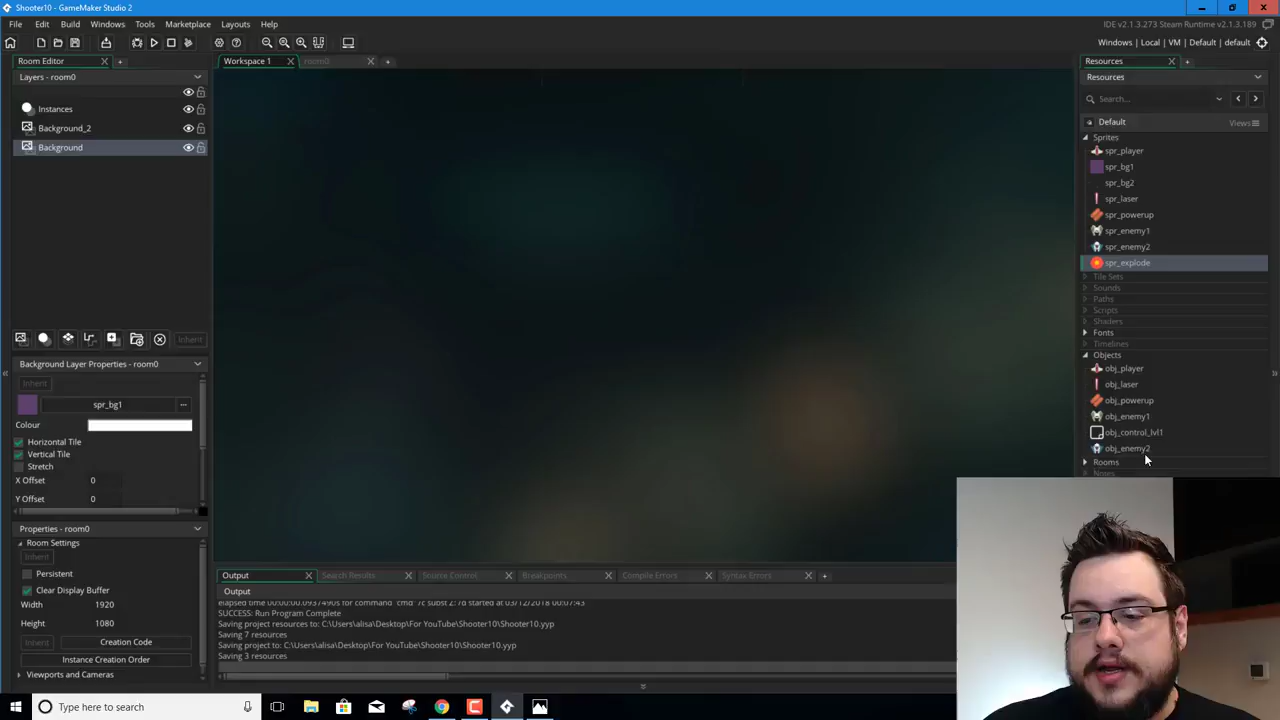 Shooter10 - GameMaker Studio 2
File Edit Build Windows Tools Marketplace Layouts Help
IDE v2.1.3.273 Steam Runtime v2.1.3.189
Windows | Local | VM | Default | default
Room Editor
Workspace 1
room0
Resources
Layers - room0
Resources
Instances
Search...
Background_2
Default
Views
Background
Sprites
spr_player
spr_bg1
spr_bg2
spr_laser
spr_powerup
spr_enemy1
spr_enemy2
spr_explode
Tile Sets
Sounds
Paths
Scripts
Shaders
Fonts
Timelines
Objects
obj_player
obj_laser
obj_powerup
obj_enemy1
obj_control_lvl1
obj_enemy2
Rooms
Notes
Inherit
Background Layer Properties - room0
Inherit
spr_bg1
Colour
Horizontal Tile
Vertical Tile
Stretch
X Offset 0
Y Offset 0
Properties - room0
Room Settings
Inherit
Persistent
Clear Display Buffer
Width 1920
Height 1080
Inherit
Creation Code
Instance Creation Order
Viewports and Cameras
Output
Search Results
Source Control
Breakpoints
Compile Errors
Syntax Errors
Output
SUCCESS: Run Program Complete
Saving project resources to: C:\Users\alisa\Desktop\For YouTube\Shooter10\Shooter10.yyp
Saving 7 resources
Saving project to: C:\Users\alisa\Desktop\For YouTube\Shooter10\Shooter10.yyp
Saving 3 resources
Type here to search